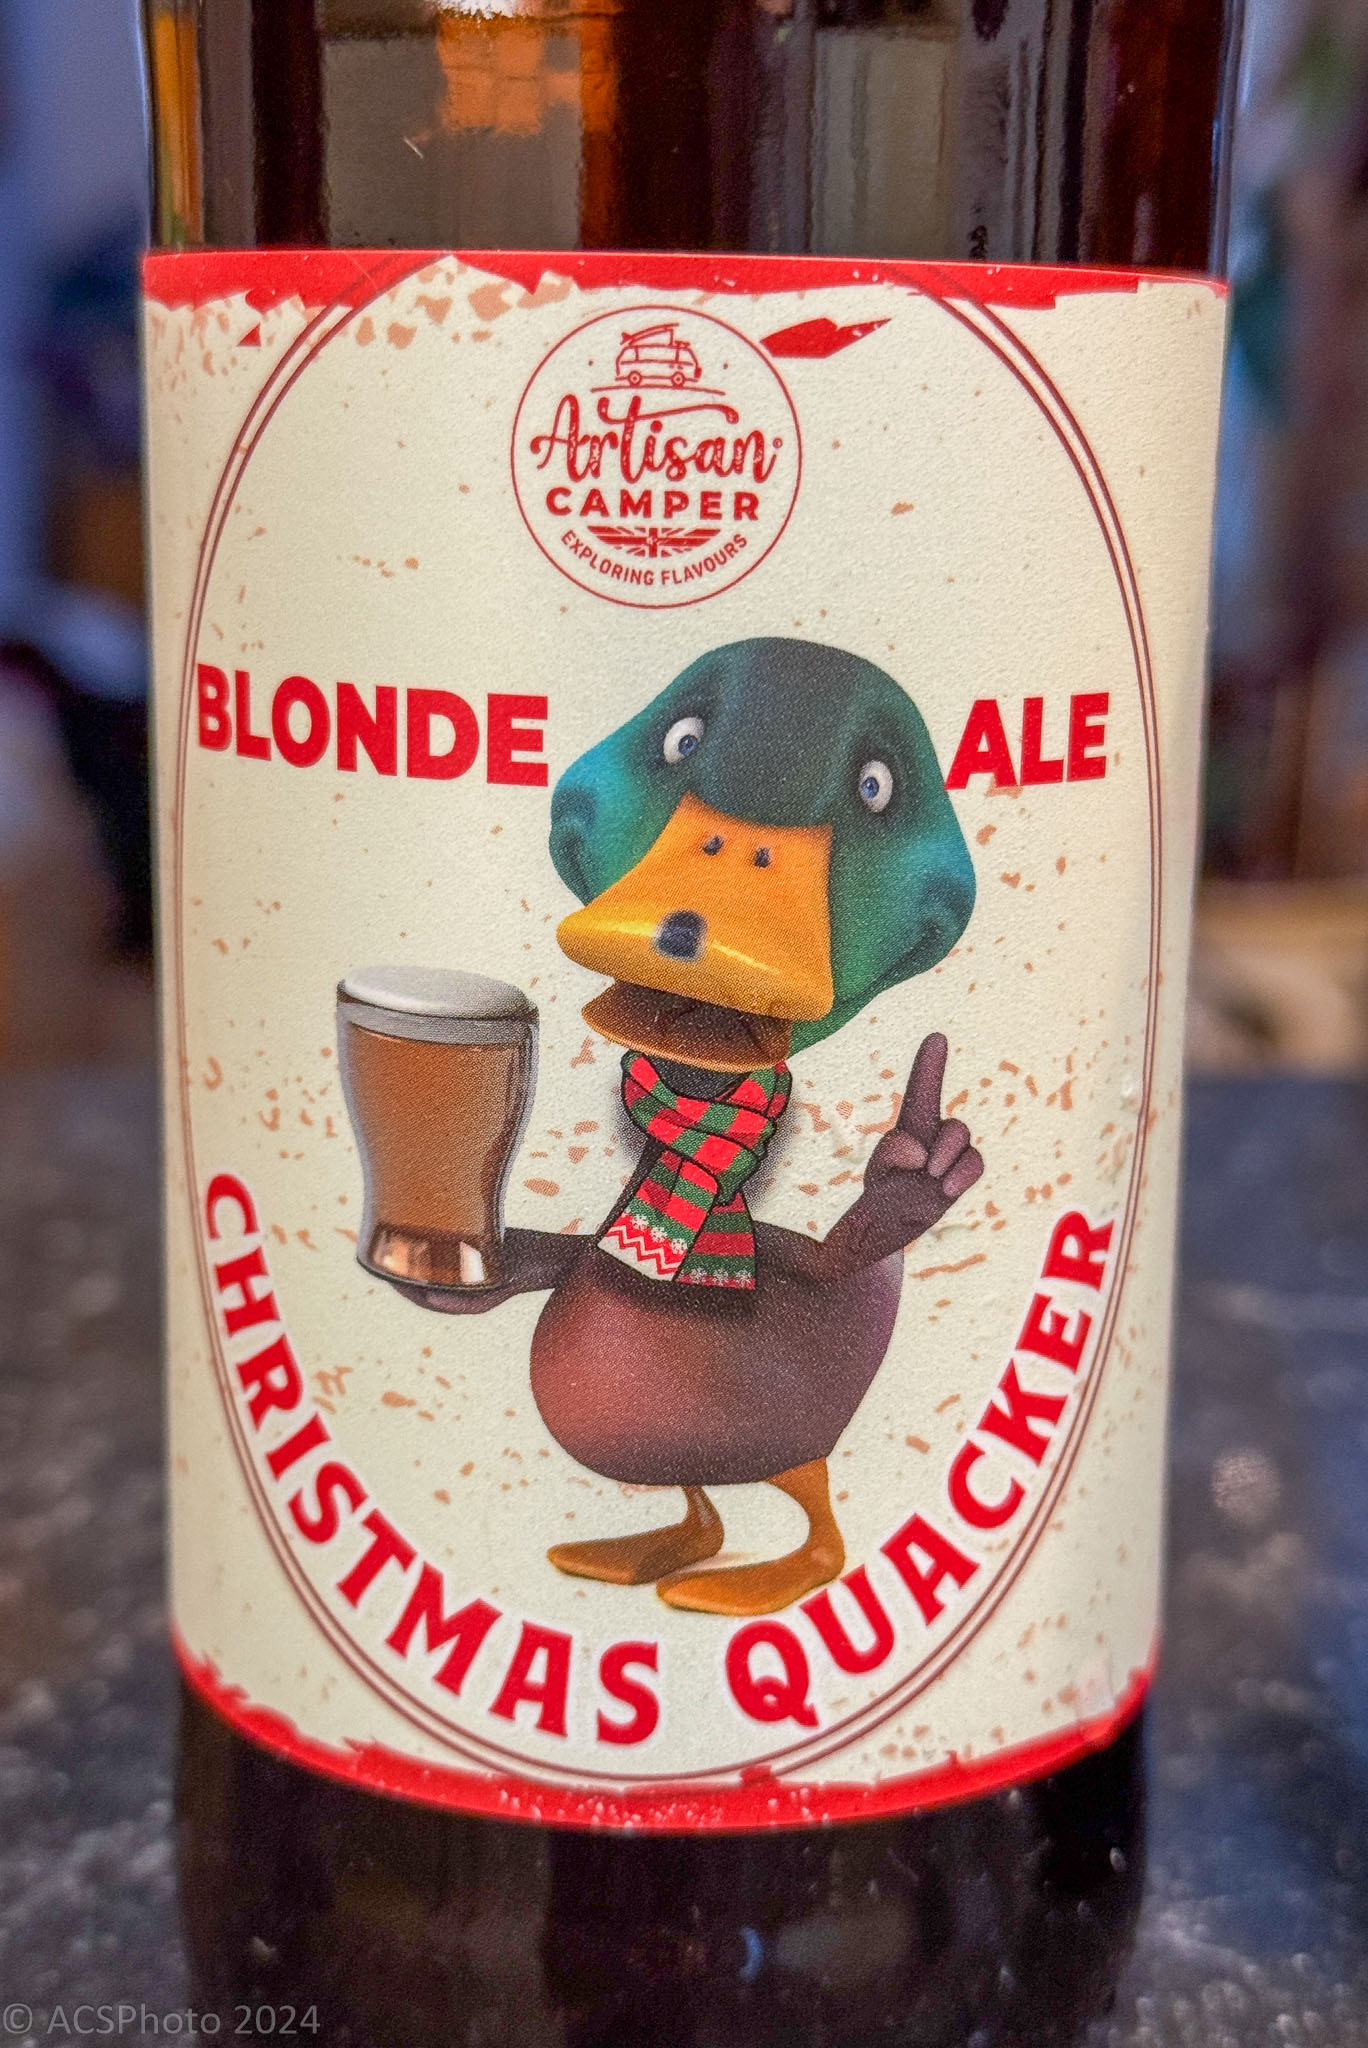 Artisan
CAMPER
EXPLORING FLAVOURS
BLONDE ALE
CHRISTMAS QUACKER
© ACSPhoto 2024